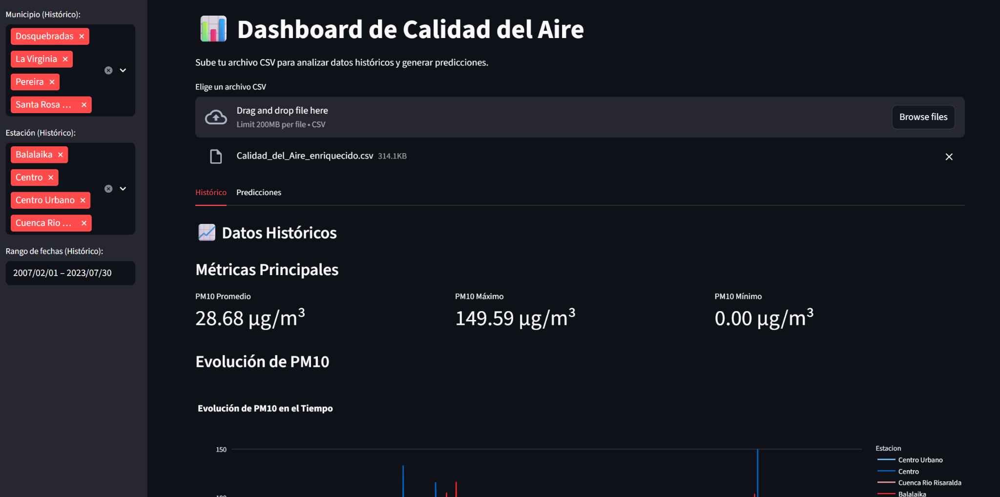 Municipio (Histórico):
Dosquebradas ×
La Virginia ×
Pereira ×
Santa Rosa ... ×
Estación (Histórico):
Balalaika ×
Centro ×
Centro Urbano ×
Cuenca Rio ... ×
Rango de fechas (Histórico):
2007/02/01 – 2023/07/30
Dashboard de Calidad del Aire
Sube tu archivo CSV para analizar datos históricos y generar predicciones.
Elige un archivo CSV
Drag and drop file here
Limit 200MB per file • CSV
Browse files
Calidad_del_Aire_enriquecido.csv 314.1KB
Histórico Predicciones
Datos Históricos
Métricas Principales
PM10 Promedio
28.68 µg/m³
PM10 Máximo
149.59 µg/m³
PM10 Mínimo
0.00 µg/m³
Evolución de PM10
Evolución de PM10 en el Tiempo
150
100
Estacion
Centro Urbano
Centro
Cuenca Rio Risaralda
Balalaika